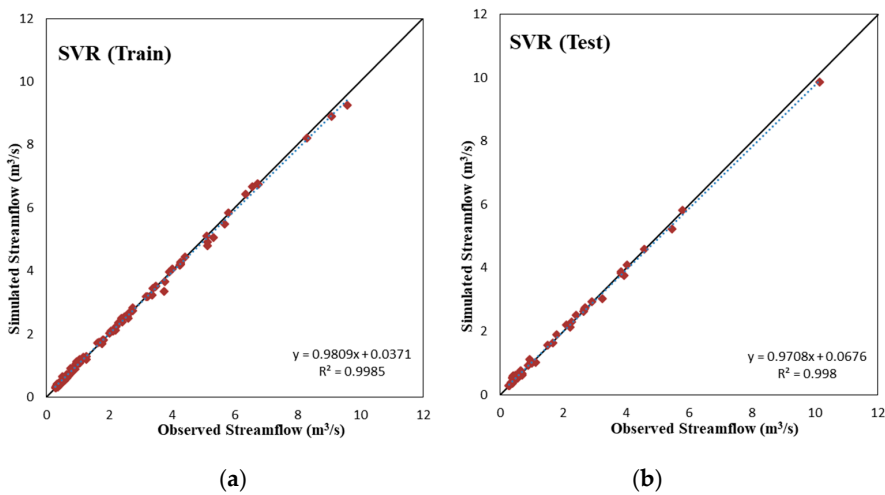 SVR (Train)
12
10
8
6
4
2
0
Simulated Streamflow (m³/s)
y = 0.9809x + 0.0371
R² = 0.9985
0 2 4 6 8 10 12
Observed Streamflow (m³/s)
(a)
SVR (Test)
12
10
8
6
4
2
0
Simulated Streamflow (m³/s)
y = 0.9708x + 0.0676
R² = 0.998
0 2 4 6 8 10 12
Observed Streamflow (m³/s)
(b)